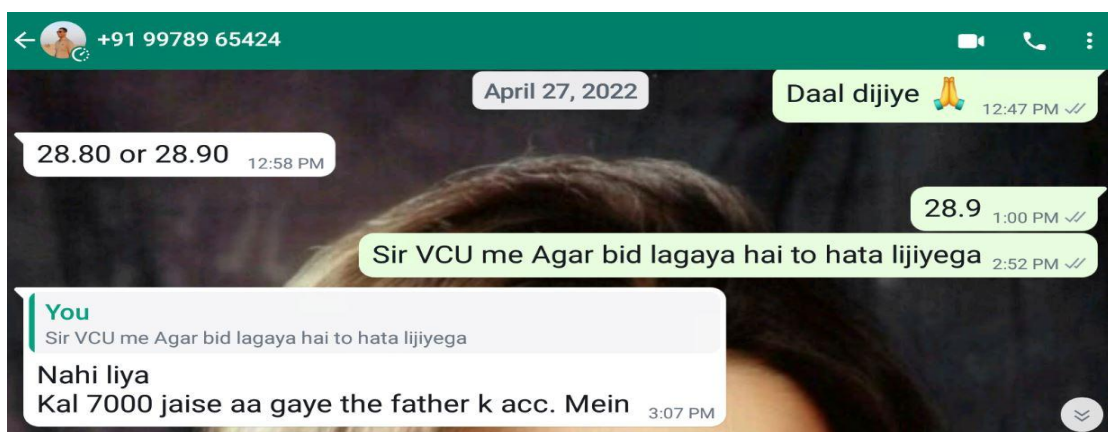 +91 99789 65424
April 27, 2022
Daal dijiye 🙏 12:47 PM
28.80 or 28.90 12:58 PM
28.9 1:00 PM
Sir VCU me Agar bid lagaya hai to hata lijiyega 2:52 PM
You
Sir VCU me Agar bid lagaya hai to hata lijiyega
Nahi liya
Kal 7000 jaise aa gaye the father k acc. Mein 3:07 PM